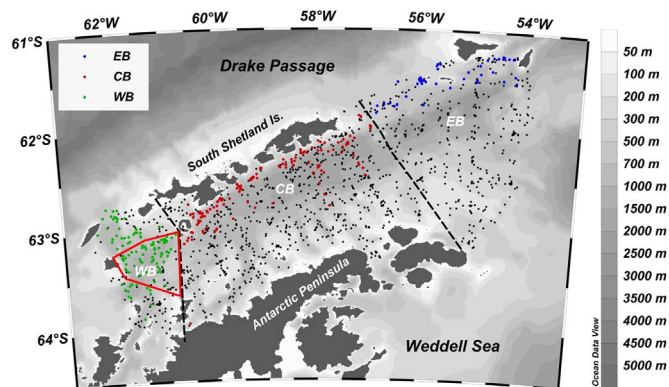 62°W 60°W 58°W 56°W 54°W
61°S
62°S
63°S
64°S
EB
CB
WB
Drake Passage
South Shetland Is.
EB
CB
WB
Antarctic Peninsula
Weddell Sea
50 m
100 m
200 m
300 m
500 m
700 m
1000 m
1500 m
2000 m
2500 m
3000 m
3500 m
4000 m
4500 m
5000 m
Ocean Data View